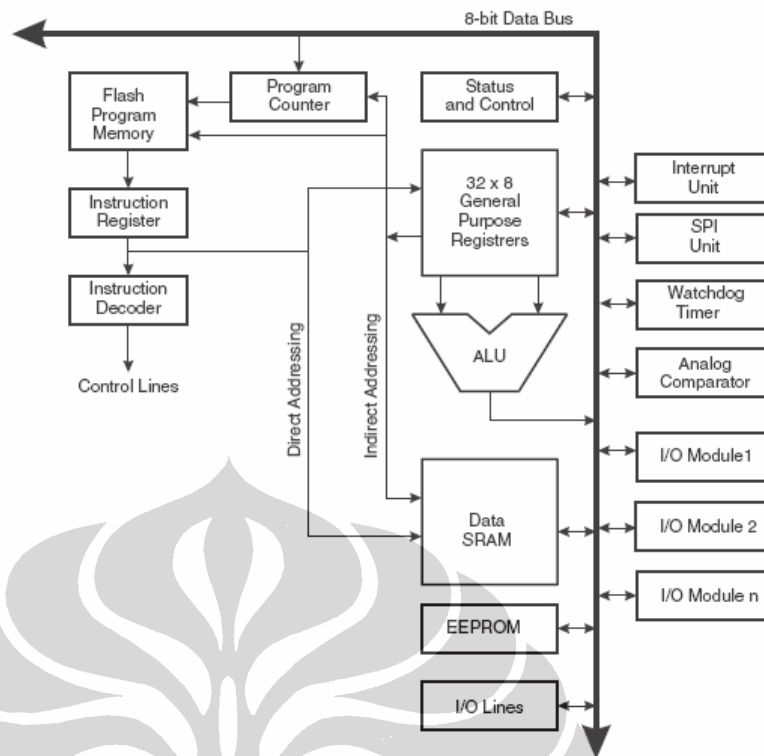 8-bit Data Bus
Flash
Program
Memory
Program
Counter
Status
and Control
Instruction
Register
32 x 8
General
Purpose
Registrers
Interrupt
Unit
SPI
Unit
Instruction
Decoder
Watchdog
Timer
ALU
Analog
Comparator
Control Lines
Direct Addressing
Indirect Addressing
I/O Module1
Data
SRAM
I/O Module 2
I/O Module n
EEPROM
I/O Lines